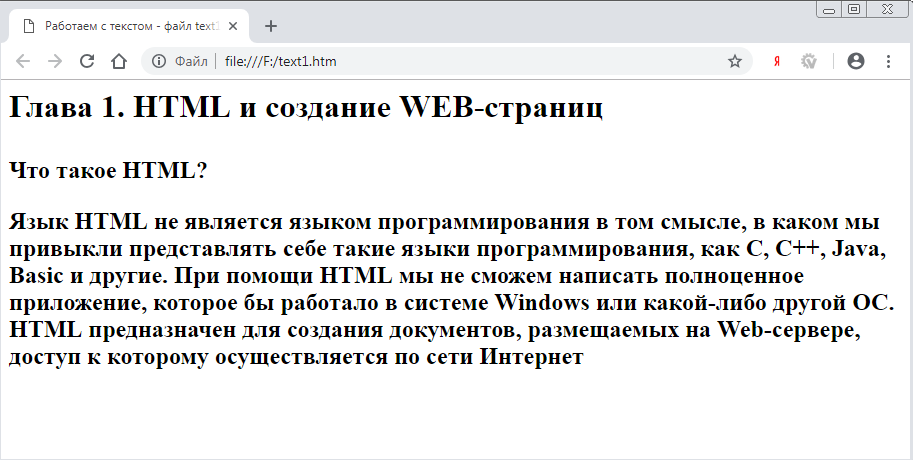 Работаем с текстом - файл text
Файл file:///F:/text1.htm Я
Глава 1. HTML и создание WEB-страниц
Что такое HTML?
Язык HTML не является языком программирования в том смысле, в каком мы
привыкли представлять себе такие языки программирования, как C, C++, Java,
Basic и другие. При помощи HTML мы не сможем написать полноценное
приложение, которое бы работало в системе Windows или какой-либо другой ОС.
HTML предназначен для создания документов, размещаемых на Web-сервере,
доступ к которому осуществляется по сети Интернет